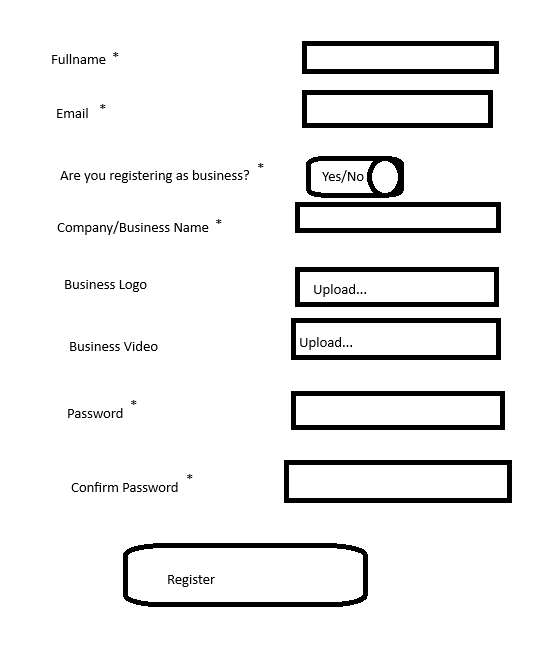 Fullname *
Email *
Are you registering as business? *
Yes/No
Company/Business Name *
Business Logo
Upload...
Business Video
Upload...
Password *
Confirm Password *
Register